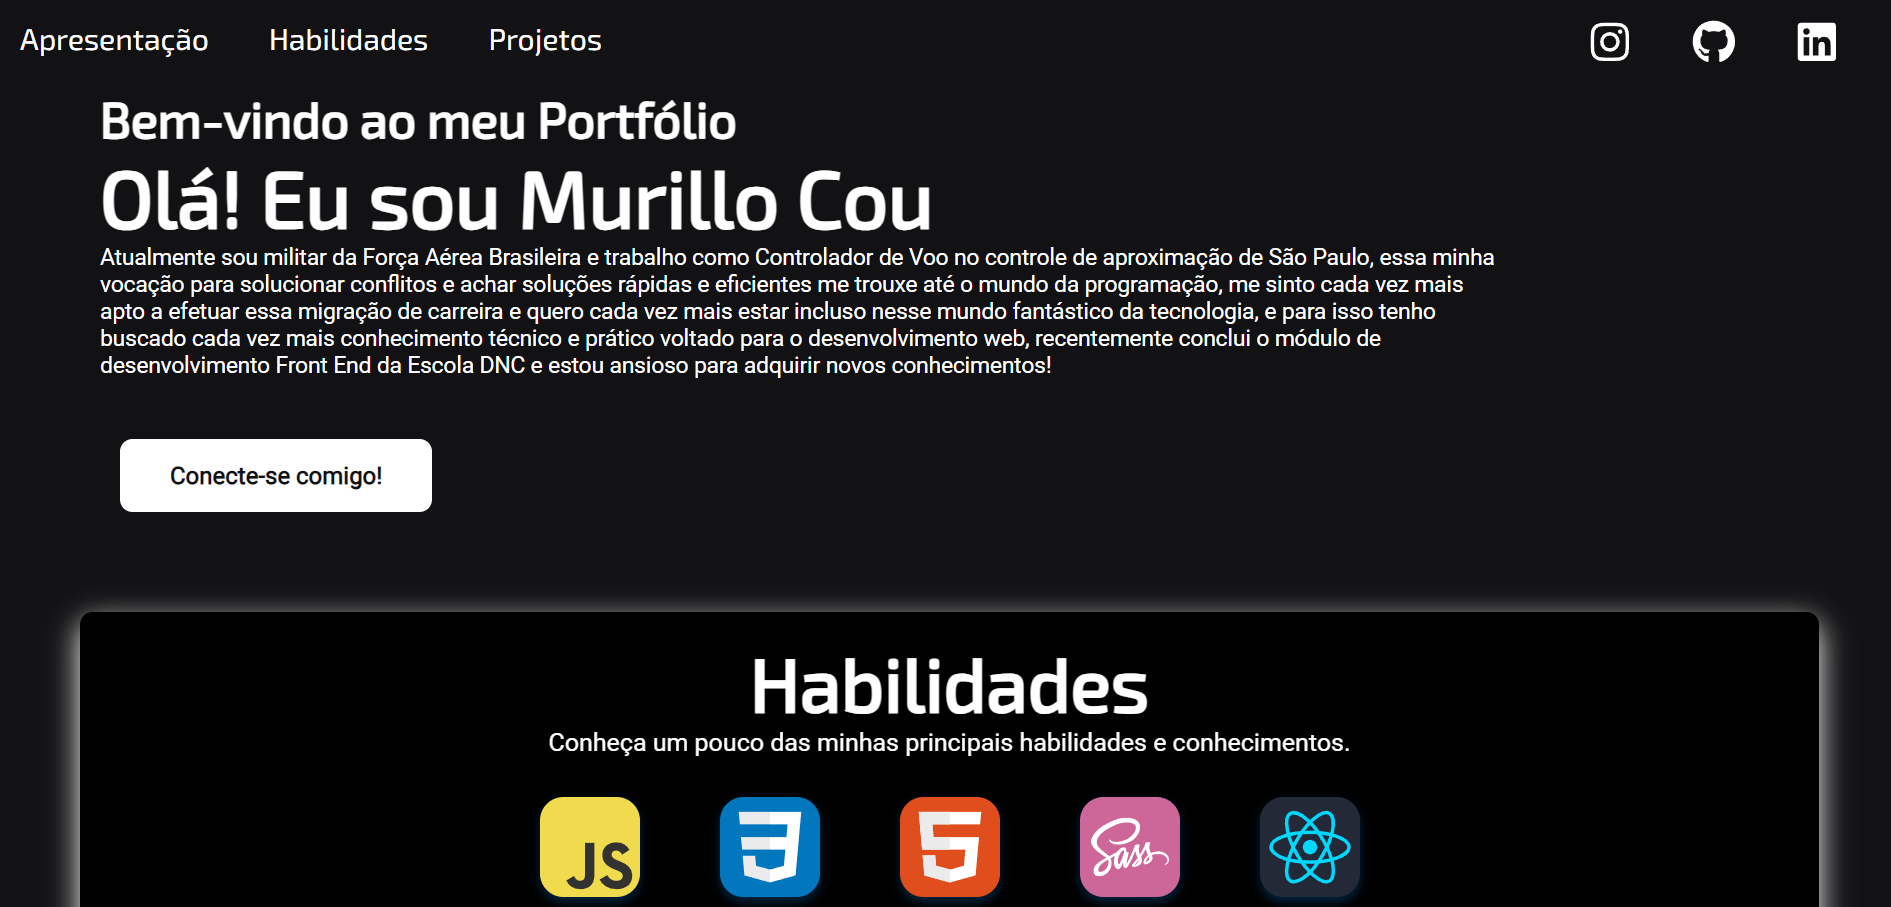 Apresentação Habilidades Projetos
Bem-vindo ao meu Portfólio
Olá! Eu sou Murillo Cou
Atualmente sou militar da Força Aérea Brasileira e trabalho como Controlador de Voo no controle de aproximação de São Paulo, essa minha
vocação para solucionar conflitos e achar soluções rápidas e eficientes me trouxe até o mundo da programação, me sinto cada vez mais
apto a efetuar essa migração de carreira e quero cada vez mais estar incluso nesse mundo fantástico da tecnologia, e para isso tenho
buscado cada vez mais conhecimento técnico e prático voltado para o desenvolvimento web, recentemente conclui o módulo de
desenvolvimento Front End da Escola DNC e estou ansioso para adquirir novos conhecimentos!
Conecte-se comigo!
Habilidades
Conheça um pouco das minhas principais habilidades e conhecimentos.
JS 3 5 Sass